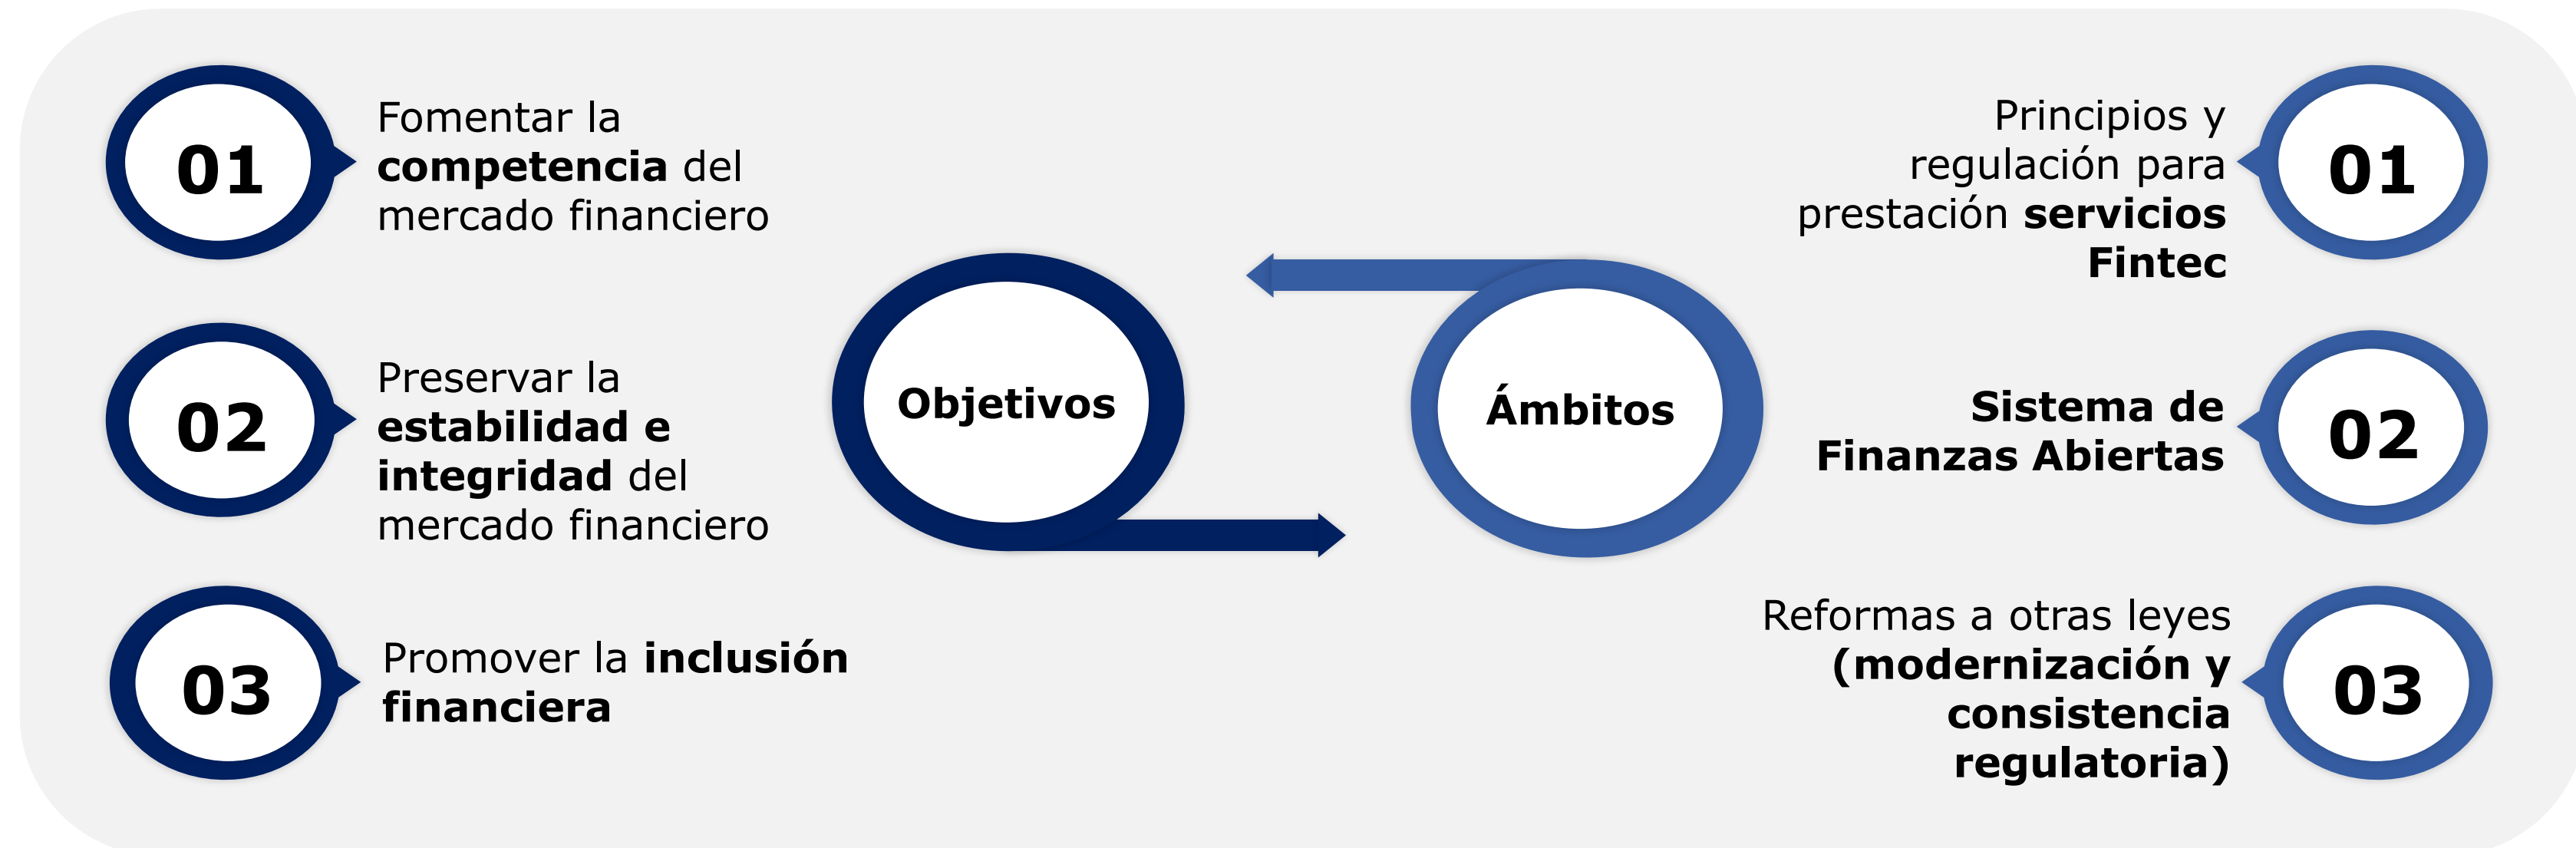 01
Fomentar la
competencia del
mercado financiero
02
Preservar la
estabilidad e
integridad del
mercado financiero
03
Promover la inclusión
financiera
Objetivos
Ámbitos
Principios y
regulación para
prestación servicios
Fintec
01
Sistema de
Finanzas Abiertas
02
Reformas a otras leyes
(modernización y
consistencia
regulatoria)
03